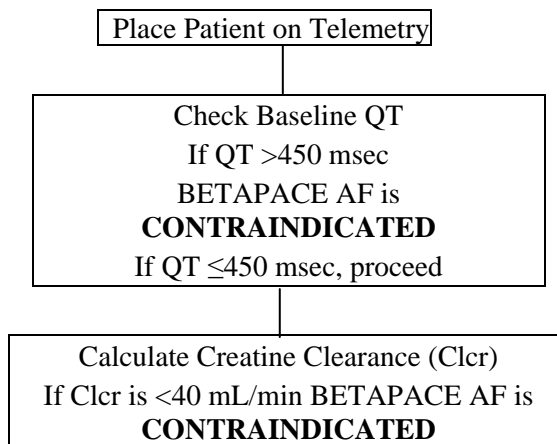 Place Patient on Telemetry
Check Baseline QT
If QT >450 msec
BETAPACE AF is
CONTRAINDICATED
If QT ≤450 msec, proceed
Calculate Creatine Clearance (Clcr)
If Clcr is <40 mL/min BETAPACE AF is
CONTRAINDICATED